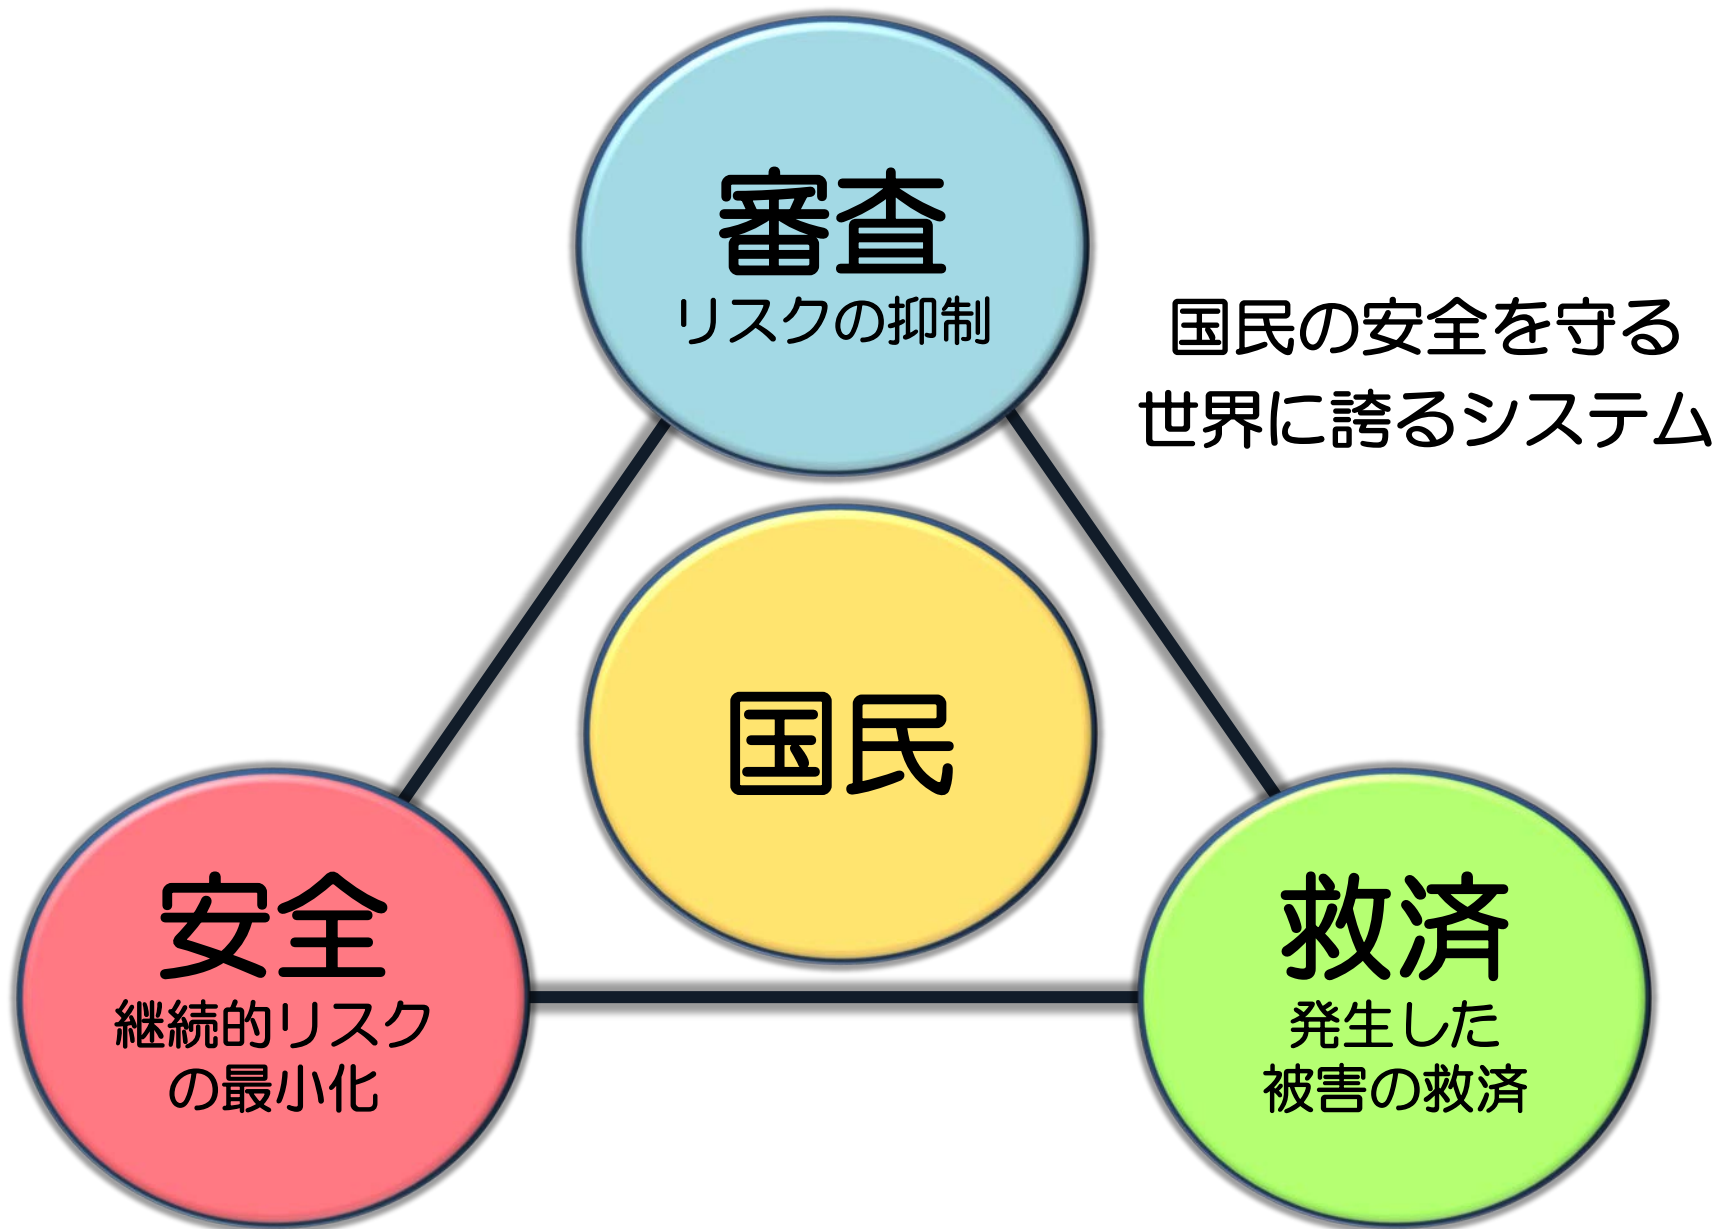 審査
リスクの抑制
国民の安全を守る
世界に誇るシステム
国民
安全
継続的リスク
の最小化
救済
発生した
被害の救済